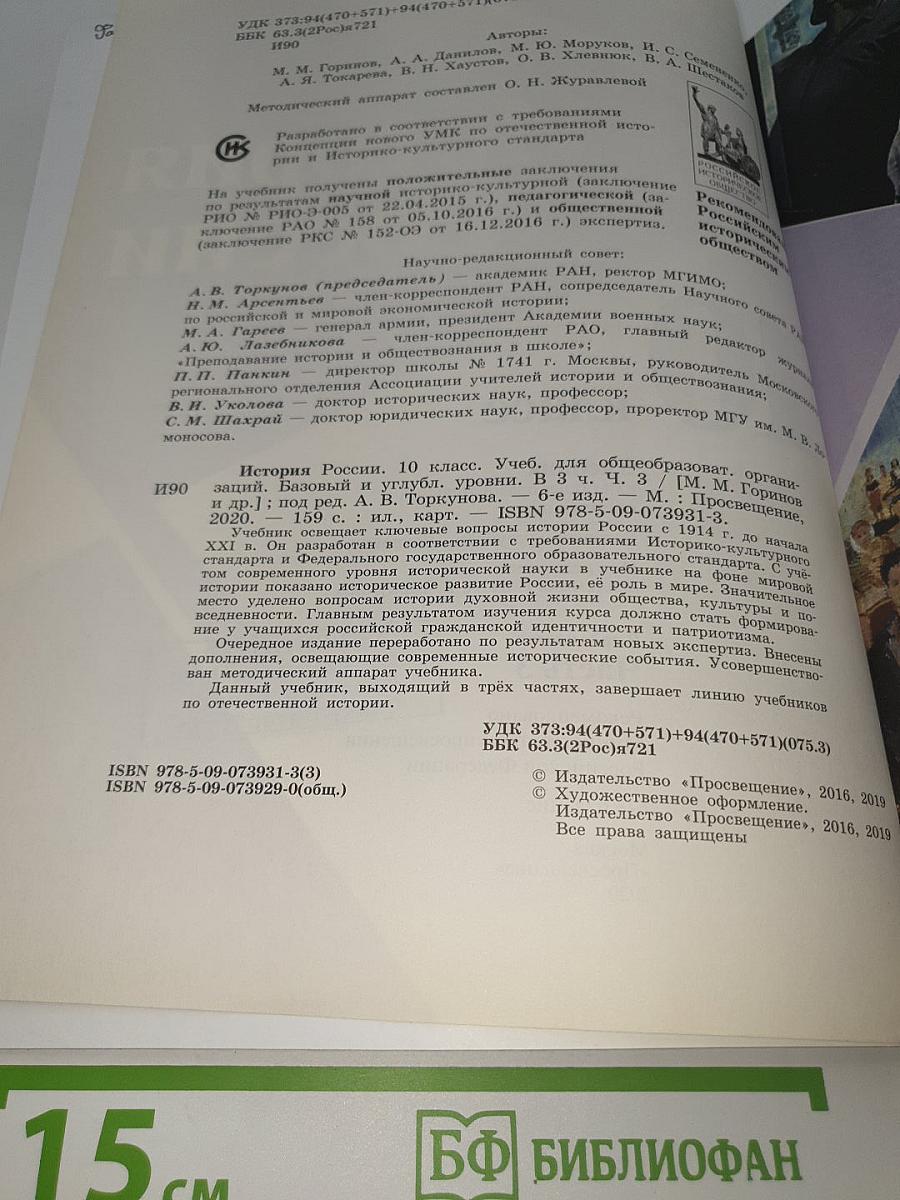 УДК 373:94(470+571)+94(470+571)(075
ББК 63.3(2Рос)я721
И90
Авторы:
М. М. Горинов, А. А. Данилов, М. Ю. Моруков, И. С. Семененко,
А. Я. Токарева, В. Н. Хаустов, О. В. Хлевнюк, В. А. Шестаков
Методический аппарат составлен О. Н. Журавлевой
ИК
Разработано в соответствии с требованиями
Концепции нового УМК по отечественной исто-
рии и Историко-культурного стандарта
РОССИЙСКОЕ
ИСТОРИЧЕСКОЕ
ОБЩЕСТВО
Рекомендова
Российским
историческим
обществом
На учебник получены положительные заключения
по результатам научной историко-культурной (заключение
РИО № РИО-Э-005 от 22.04.2015 г.), педагогической (за-
ключение РАО № 158 от 05.10.2016 г.) и общественной
(заключение РКС № 152-ОЭ от 16.12.2016 г.) экспертиз.
Научно-редакционный совет:
А. В. Торкунов (председатель) — академик РАН, ректор МГИМО;
Н. М. Арсентьев — член-корреспондент РАН, сопредседатель Научного совета РАН
по российской и мировой экономической истории;
М. А. Гареев — генерал армии, президент Академии военных наук;
А. Ю. Лазебникова — член-корреспондент РАО, главный редактор журнала
«Преподавание истории и обществознания в школе»;
П. П. Панкин — директор школы № 1741 г. Москвы, руководитель Московского
регионального отделения Ассоциации учителей истории и обществознания;
В. И. Уколова — доктор исторических наук, профессор;
С. М. Шахрай — доктор юридических наук, профессор, проректор МГУ им. М. В. Ло-
моносова.
История России. 10 класс. Учеб. для общеобразоват. органи-
И90 заций. Базовый и углубл. уровни. В 3 ч. Ч. 3 / [М. М. Горинов
и др.] ; под ред. А. В. Торкунова. — 6-е изд. — М. : Просвещение,
2020. — 159 с. : ил., карт. — ISBN 978-5-09-073931-3.
Учебник освещает ключевые вопросы истории России с 1914 г. до начала
XXI в. Он разработан в соответствии с требованиями Историко-культурного
стандарта и Федерального государственного образовательного стандарта. С учё-
том современного уровня исторической науки в учебнике на фоне мировой
истории показано историческое развитие России, её роль в мире. Значительное
место уделено вопросам истории духовной жизни общества, культуры и по-
вседневности. Главным результатом изучения курса должно стать формирова-
ние у учащихся российской гражданской идентичности и патриотизма.
Очередное издание переработано по результатам новых экспертиз. Внесены
дополнения, освещающие современные исторические события. Усовершенство-
ван методический аппарат учебника.
Данный учебник, выходящий в трёх частях, завершает линию учебников
по отечественной истории.
УДК 373:94(470+571)+94(470+571)(075.3)
ББК 63.3(2Рос)я721
ISBN 978-5-09-073931-3(3)
ISBN 978-5-09-073929-0(общ.)
© Издательство «Просвещение», 2016, 2019
© Художественное оформление.
Издательство «Просвещение», 2016, 2019
Все права защищены
15 см
БФ БИБЛИОФАН